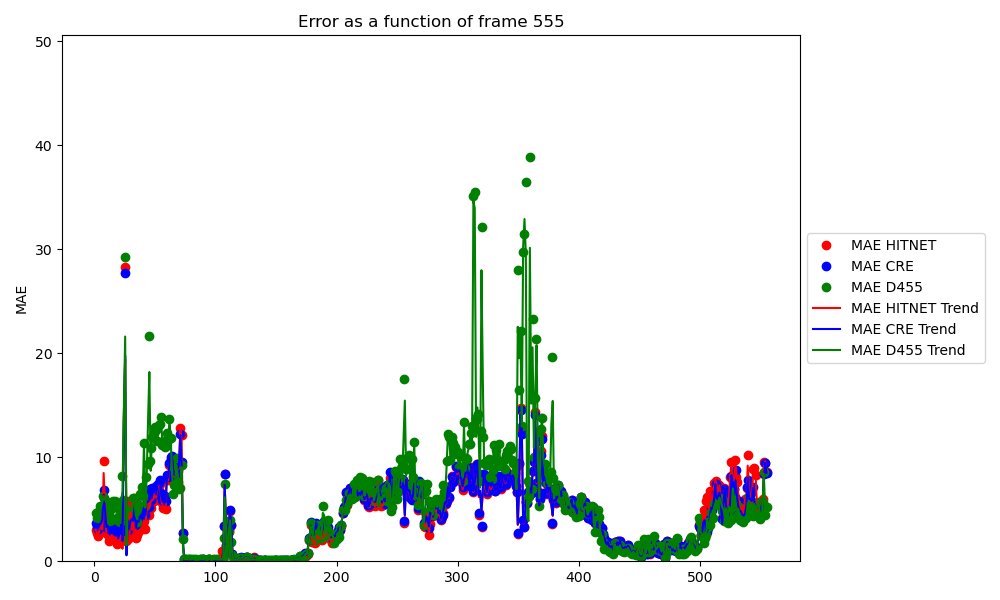 Error as a function of frame 555
MAE
50
40
30
20
10
0
0 100 200 300 400 500
MAE HITNET
MAE CRE
MAE D455
MAE HITNET Trend
MAE CRE Trend
MAE D455 Trend